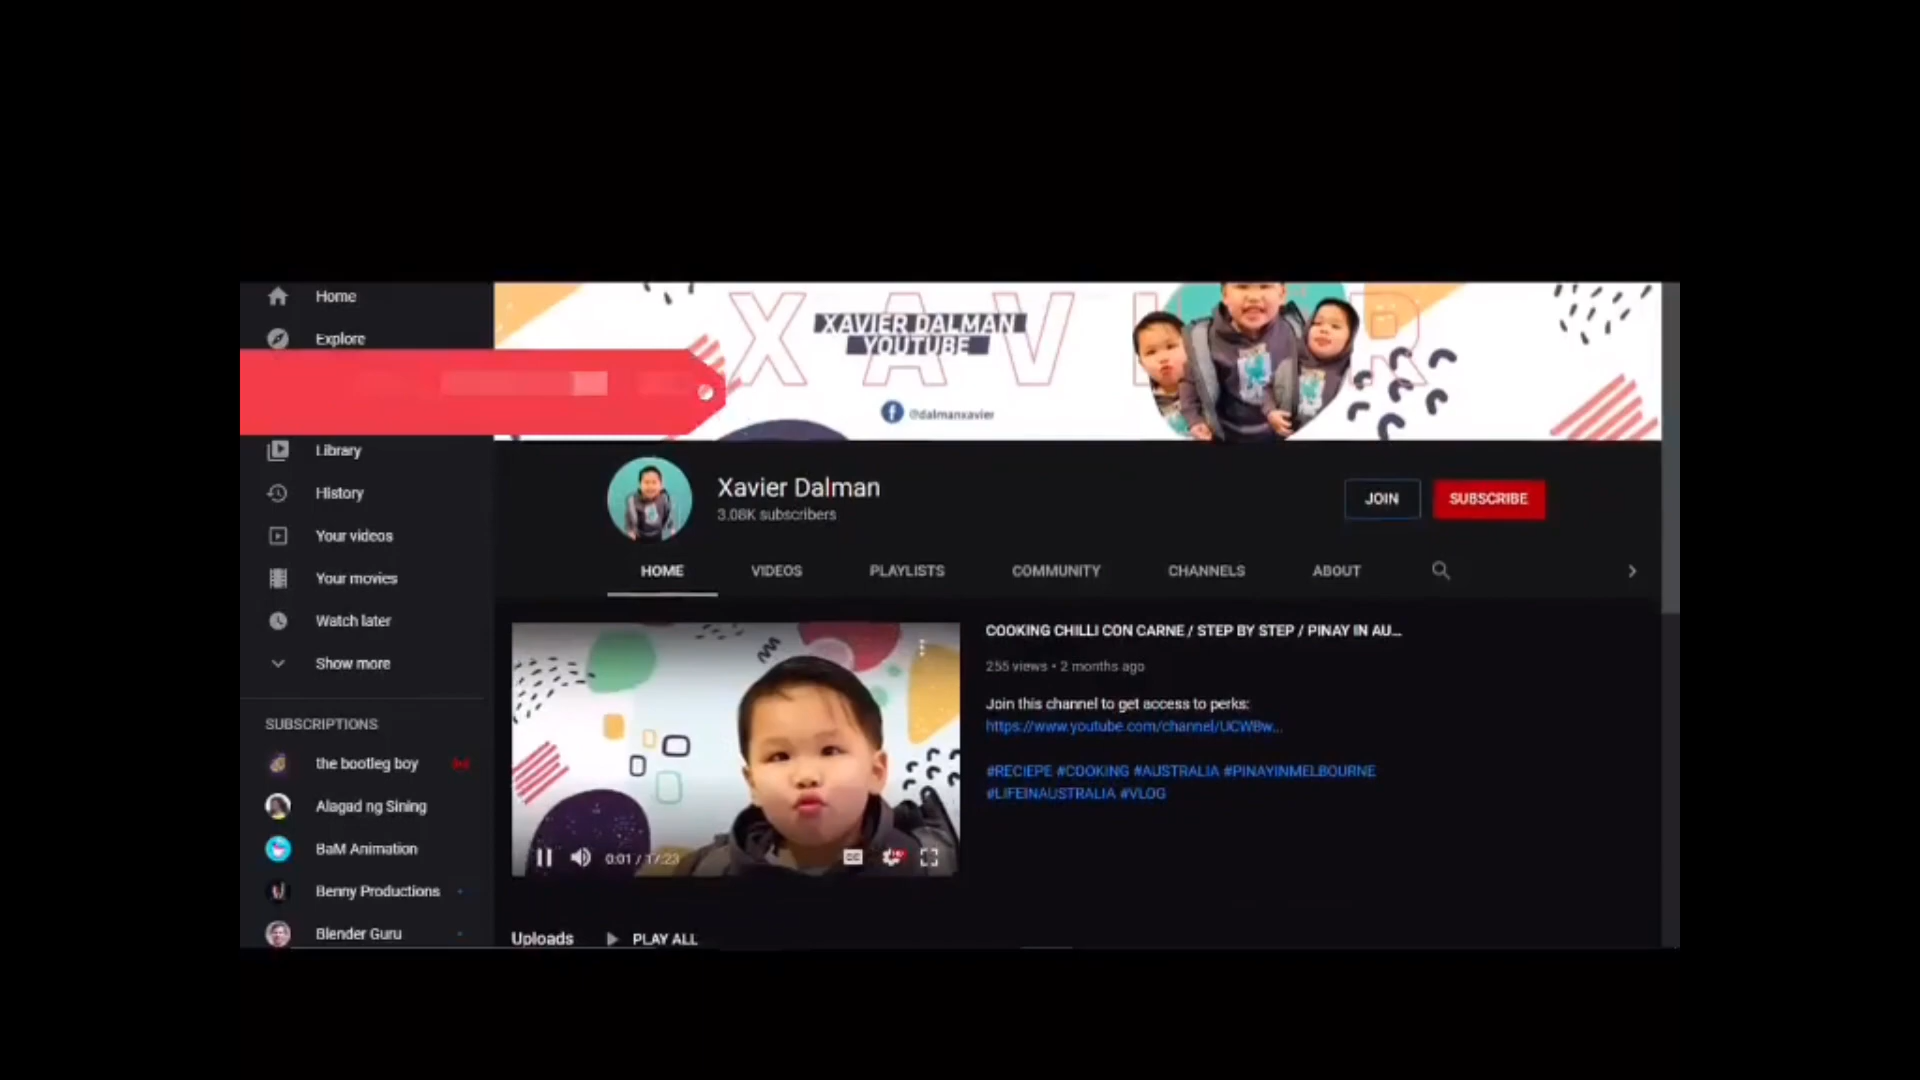 Home
Explore
Library
History
Your videos
Your movies
Watch later
Show more
SUBSCRIPTIONS
the bootleg boy
Alagad ng Sining
BaM Animation
Benny Productions
Blender Guru
XAVIER
XAVIER DALMAN
YOUTUBE
@dalmanxavier
Xavier Dalman
3.08K subscribers
JOIN
SUBSCRIBE
HOME
VIDEOS
PLAYLISTS
COMMUNITY
CHANNELS
ABOUT
0:01 / 17:23
CC
HD
COOKING CHILLI CON CARNE / STEP BY STEP / PINAY IN AU...
255 views • 2 months ago
Join this channel to get access to perks:
https://www.youtube.com/channel/UCWBw...
#RECIEPE #COOKING #AUSTRALIA #PINAYINMELBOURNE
#LIFEINAUSTRALIA #VLOG
Uploads
PLAY ALL